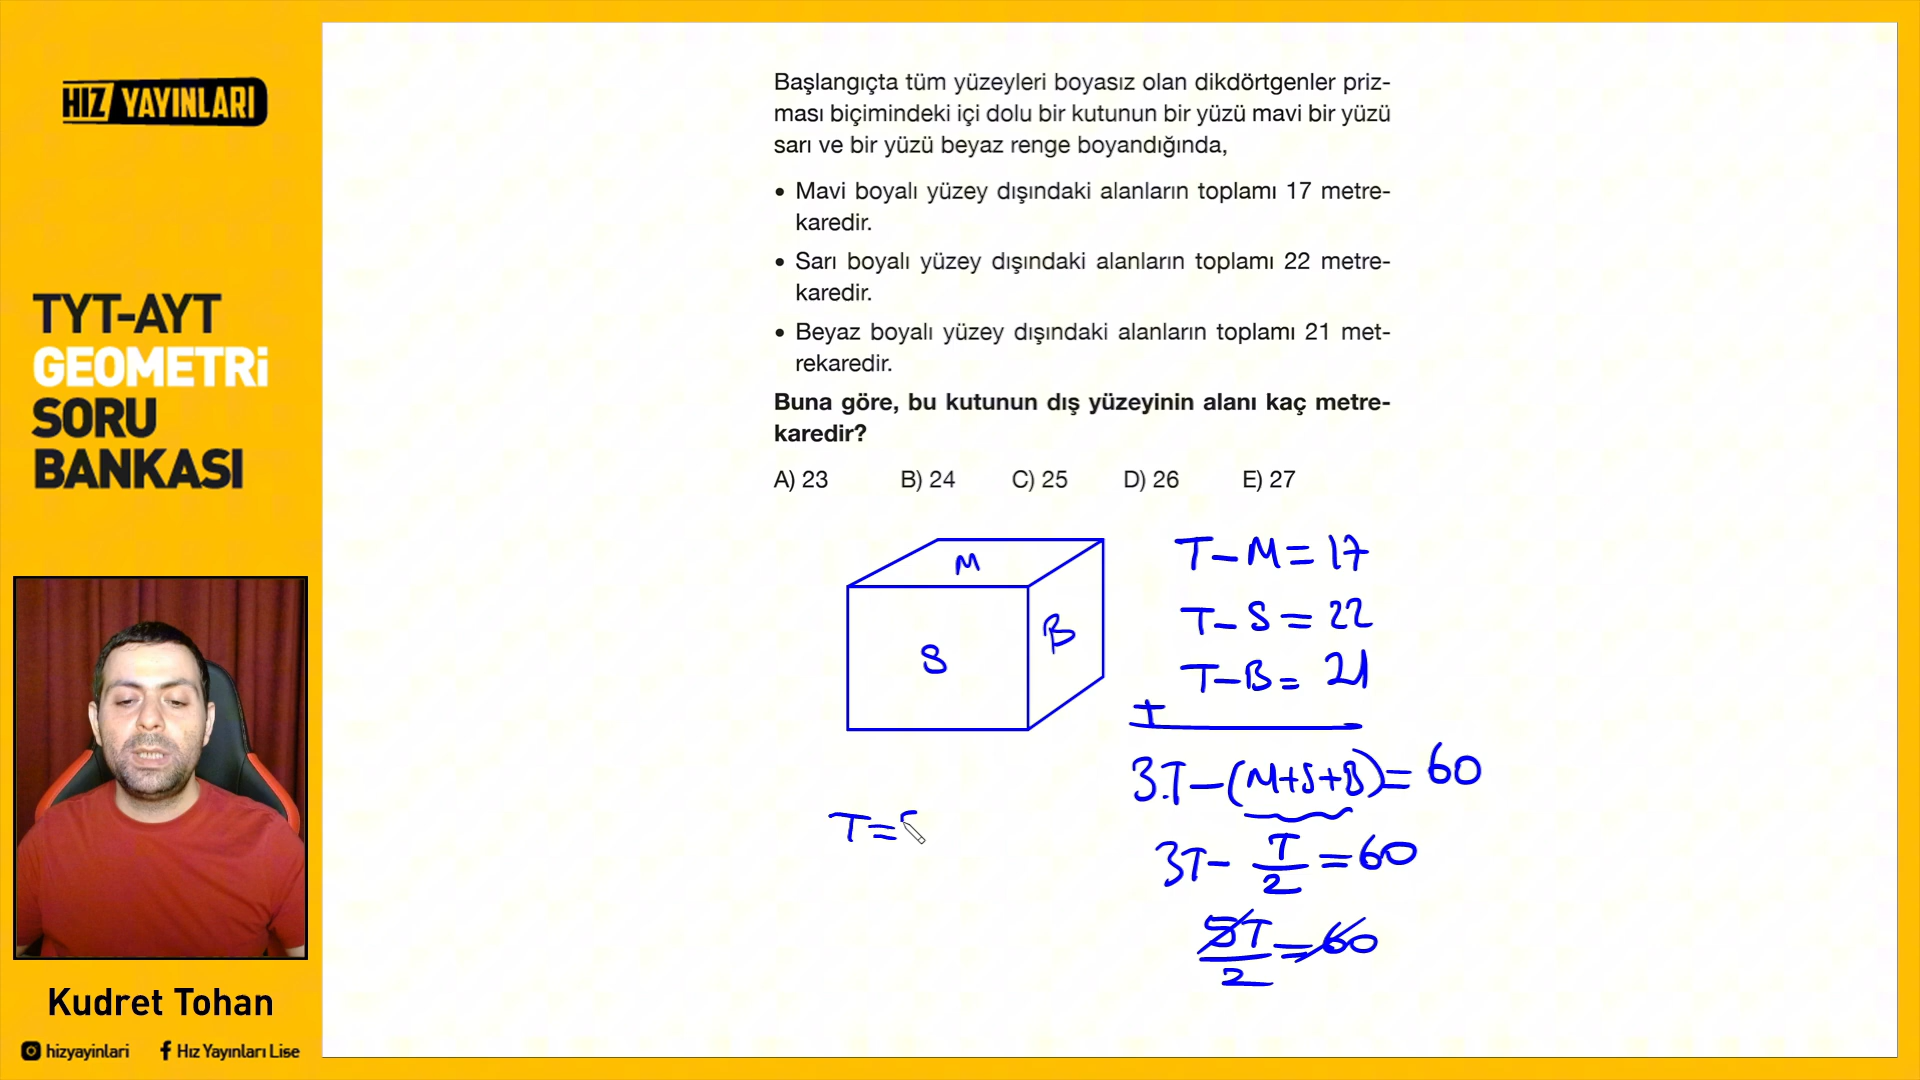 HIZ YAYINLARI
TYT-AYT
GEOMETRİ
SORU
BANKASI
Kudret Tohan
hizyayinlari
Hız Yayınları Lise
Başlangıçta tüm yüzeyleri boyasız olan dikdörtgenler priz-
ması biçimindeki içi dolu bir kutunun bir yüzü mavi bir yüzü
sarı ve bir yüzü beyaz renge boyandığında,
• Mavi boyalı yüzey dışındaki alanların toplamı 17 metre-
karedir.
• Sarı boyalı yüzey dışındaki alanların toplamı 22 metre-
karedir.
• Beyaz boyalı yüzey dışındaki alanların toplamı 21 met-
rekaredir.
Buna göre, bu kutunun dış yüzeyinin alanı kaç metre-
karedir?
A) 23 B) 24 C) 25 D) 26 E) 27
M
S
B
T=
T-M=17
T-S=22
T-B=21
+
3.T-(M+S+B)=60
3T-T/2=60
5T/2=60